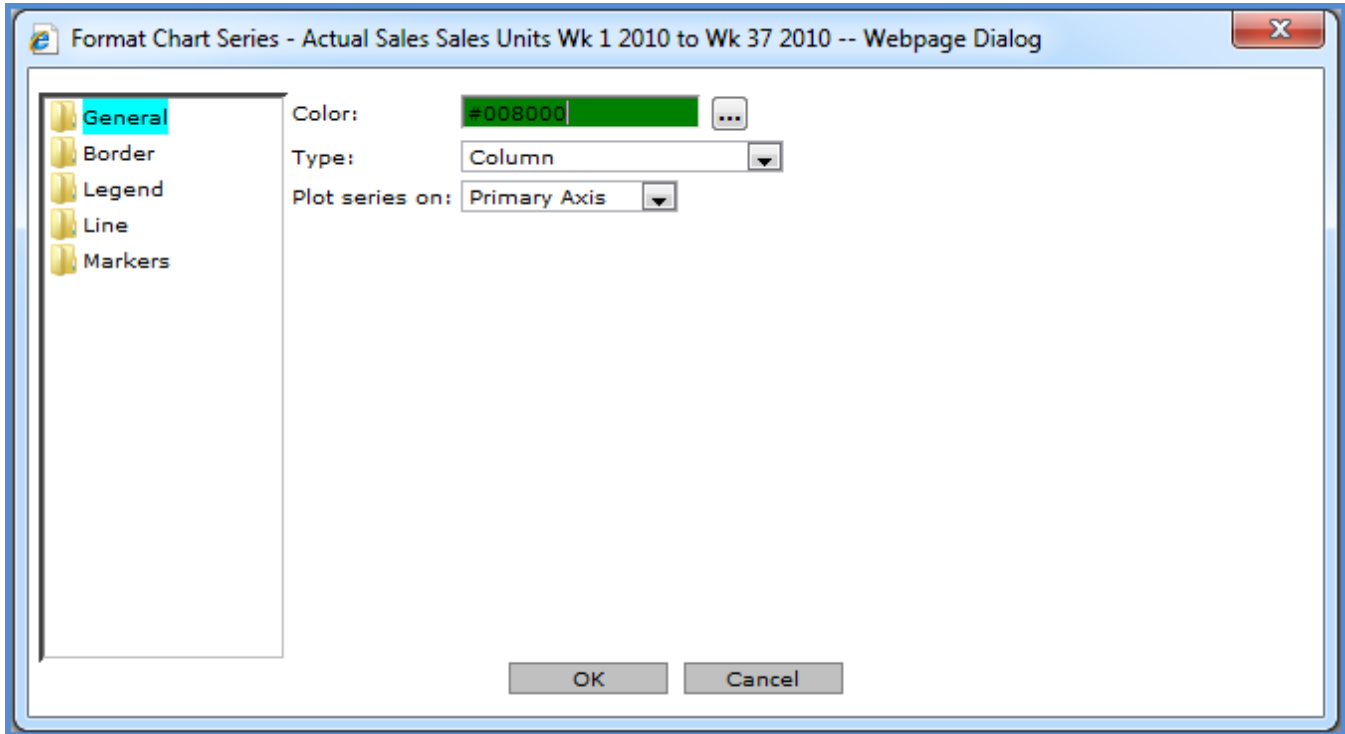 Format Chart Series - Actual Sales Sales Units Wk 1 2010 to Wk 37 2010 -- Webpage Dialog
General
Border
Legend
Line
Markers
Color: #008000 ...
Type: Column
Plot series on: Primary Axis
OK Cancel